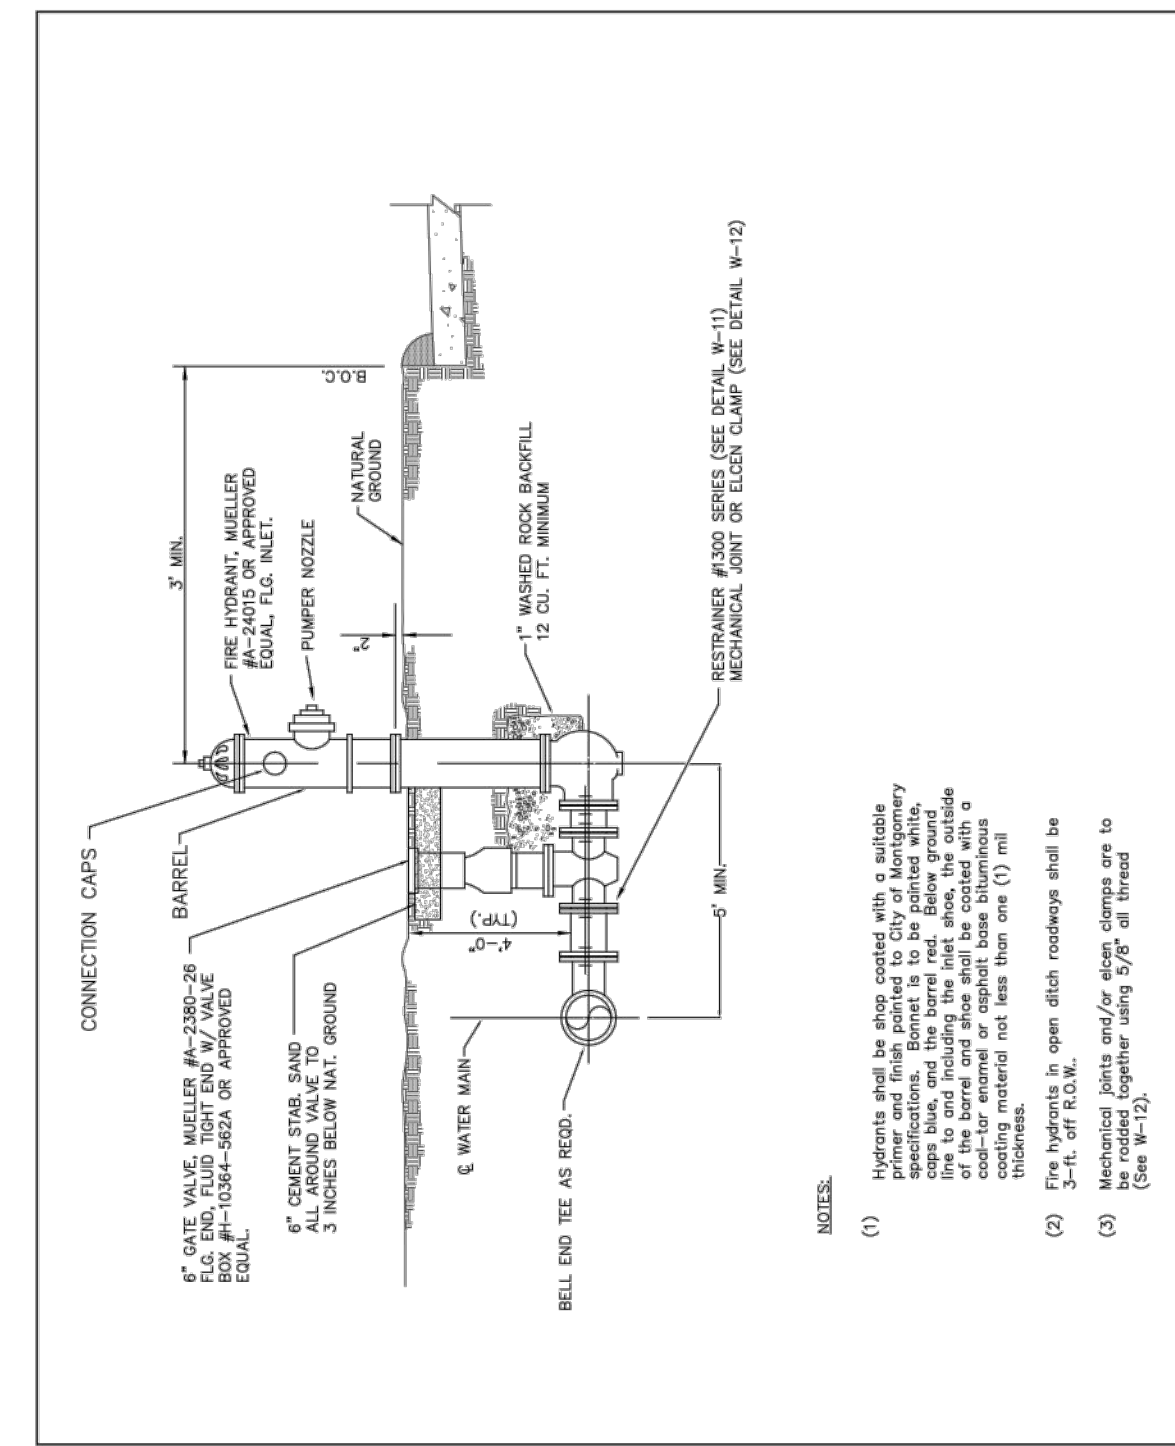 CONNECTION CAPS
BARREL
6" GATE VALVE, MUELLER #A-2380-26
FLG. END, FLUID TIGHT END W/ VALVE
BOX #H-10364-562A OR APPROVED
EQUAL.
6" CEMENT STAB. SAND
ALL AROUND VALVE TO
3 INCHES BELOW NAT. GROUND
3' MIN.
FIRE HYDRANT, MUELLER
#A-24015 OR APPROVED
EQUAL, FLG. INLET.
PUMPER NOZZLE
B.O.C.
NATURAL
GROUND
2"
4'-0"
(TYP.)
1" WASHED ROCK BACKFILL
12 CU. FT. MINIMUM
℄ WATER MAIN
BELL END TEE AS REQD.
5' MIN.
RESTRAINER #1300 SERIES (SEE DETAIL W-11)
MECHANICAL JOINT OR ELCEN CLAMP (SEE DETAIL W-12)
NOTES:
(1) Hydrants shall be shop coated with a suitable
primer and finish painted to City of Montgomery
specifications. Bonnet is to be painted white,
caps blue, and the barrel red. Below ground
line to and including the inlet shoe, the outside
of the barrel and shoe shall be coated with a
coal-tar enamel or asphalt base bituminous
coating material not less than one (1) mil
thickness.
(2) Fire hydrants in open ditch roadways shall be
3-ft. off R.O.W..
(3) Mechanical joints and/or elcen clamps are to
be rodded together using 5/8" all thread
(See W-12).